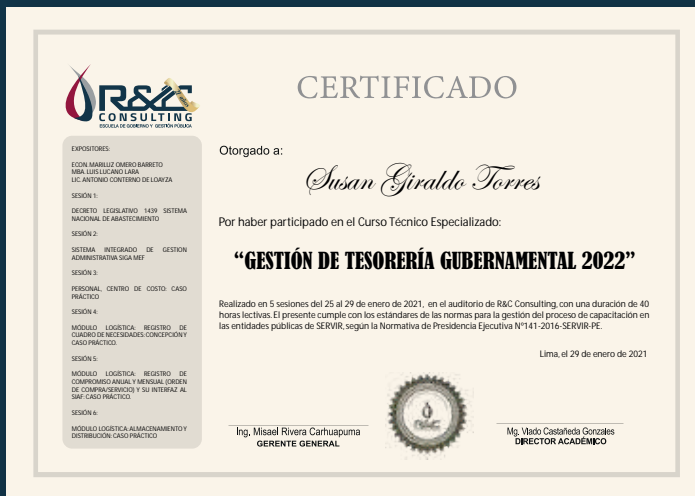 R&C
CONSULTING
ESCUELA DE GOBIERNO Y GESTIÓN PÚBLICA
CERTIFICADO
EXPOSITORES:
ECON. MARILUZ OMERO BARRETO
MBA. LUIS LUCANO LARA
LIC. ANTONIO CONTERNO DE LOAYZA
SESIÓN 1:
DECRETO LEGISLATIVO 1439 SISTEMA
NACIONAL DE ABASTECIMIENTO
SESIÓN 2:
SISTEMA INTEGRADO DE GESTION
ADMINISTRATIVA SIGA MEF
SESIÓN 3:
PERSONAL, CENTRO DE COSTO: CASO
PRÁCTICO
SESIÓN 4:
MÓDULO LOGÍSTICA: REGISTRO DE
CUADRO DE NECESIDADES: CONCEPCIÓN Y
CASO PRÁCTICO.
SESIÓN 5:
MÓDULO LOGÍSTICA: REGISTRO DE
COMPROMISO ANUAL Y MENSUAL (ORDEN
DE COMPRA/SERVICIO) Y SU INTERFAZ AL
SIAF: CASO PRÁCTICO.
SESIÓN 6:
MÓDULO LOGÍSTICA: ALMACENAMIENTO Y
DISTRIBUCIÓN: CASO PRÁCTICO
Otorgado a:
Susan Giraldo Torres
Por haber participado en el Curso Técnico Especializado:
“GESTIÓN DE TESORERÍA GUBERNAMENTAL 2022”
Realizado en 5 sesiones del 25 al 29 de enero de 2021, en el auditorio de R&C Consulting, con una duración de 40
horas lectivas. El presente cumple con los estándares de las normas para la gestión del proceso de capacitación en
las entidades públicas de SERVIR, según la Normativa de Presidencia Ejecutiva N°141-2016-SERVIR-PE.
Lima, el 29 de enero de 2021
Ing, Misael Rivera Carhuapuma
GERENTE GENERAL
Mg. Vlado Castañeda Gonzales
DIRECTOR ACADÉMICO